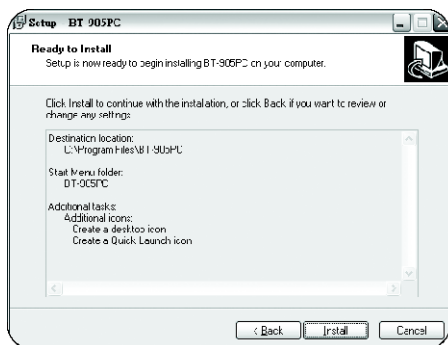 Setup BT 905PC
Ready to Install
Setup is now ready to begin installing BT-905PC on your computer.
Click Install to continue with the installation, or click Back if you want to review or
change any settings
Destination location:
C:\Program Files\BT-905PC
Start Menu folder:
BT-905PC
Additional tasks:
Additional icons:
Create a desktop icon
Create a Quick Launch icon
< Back
Install
Cancel